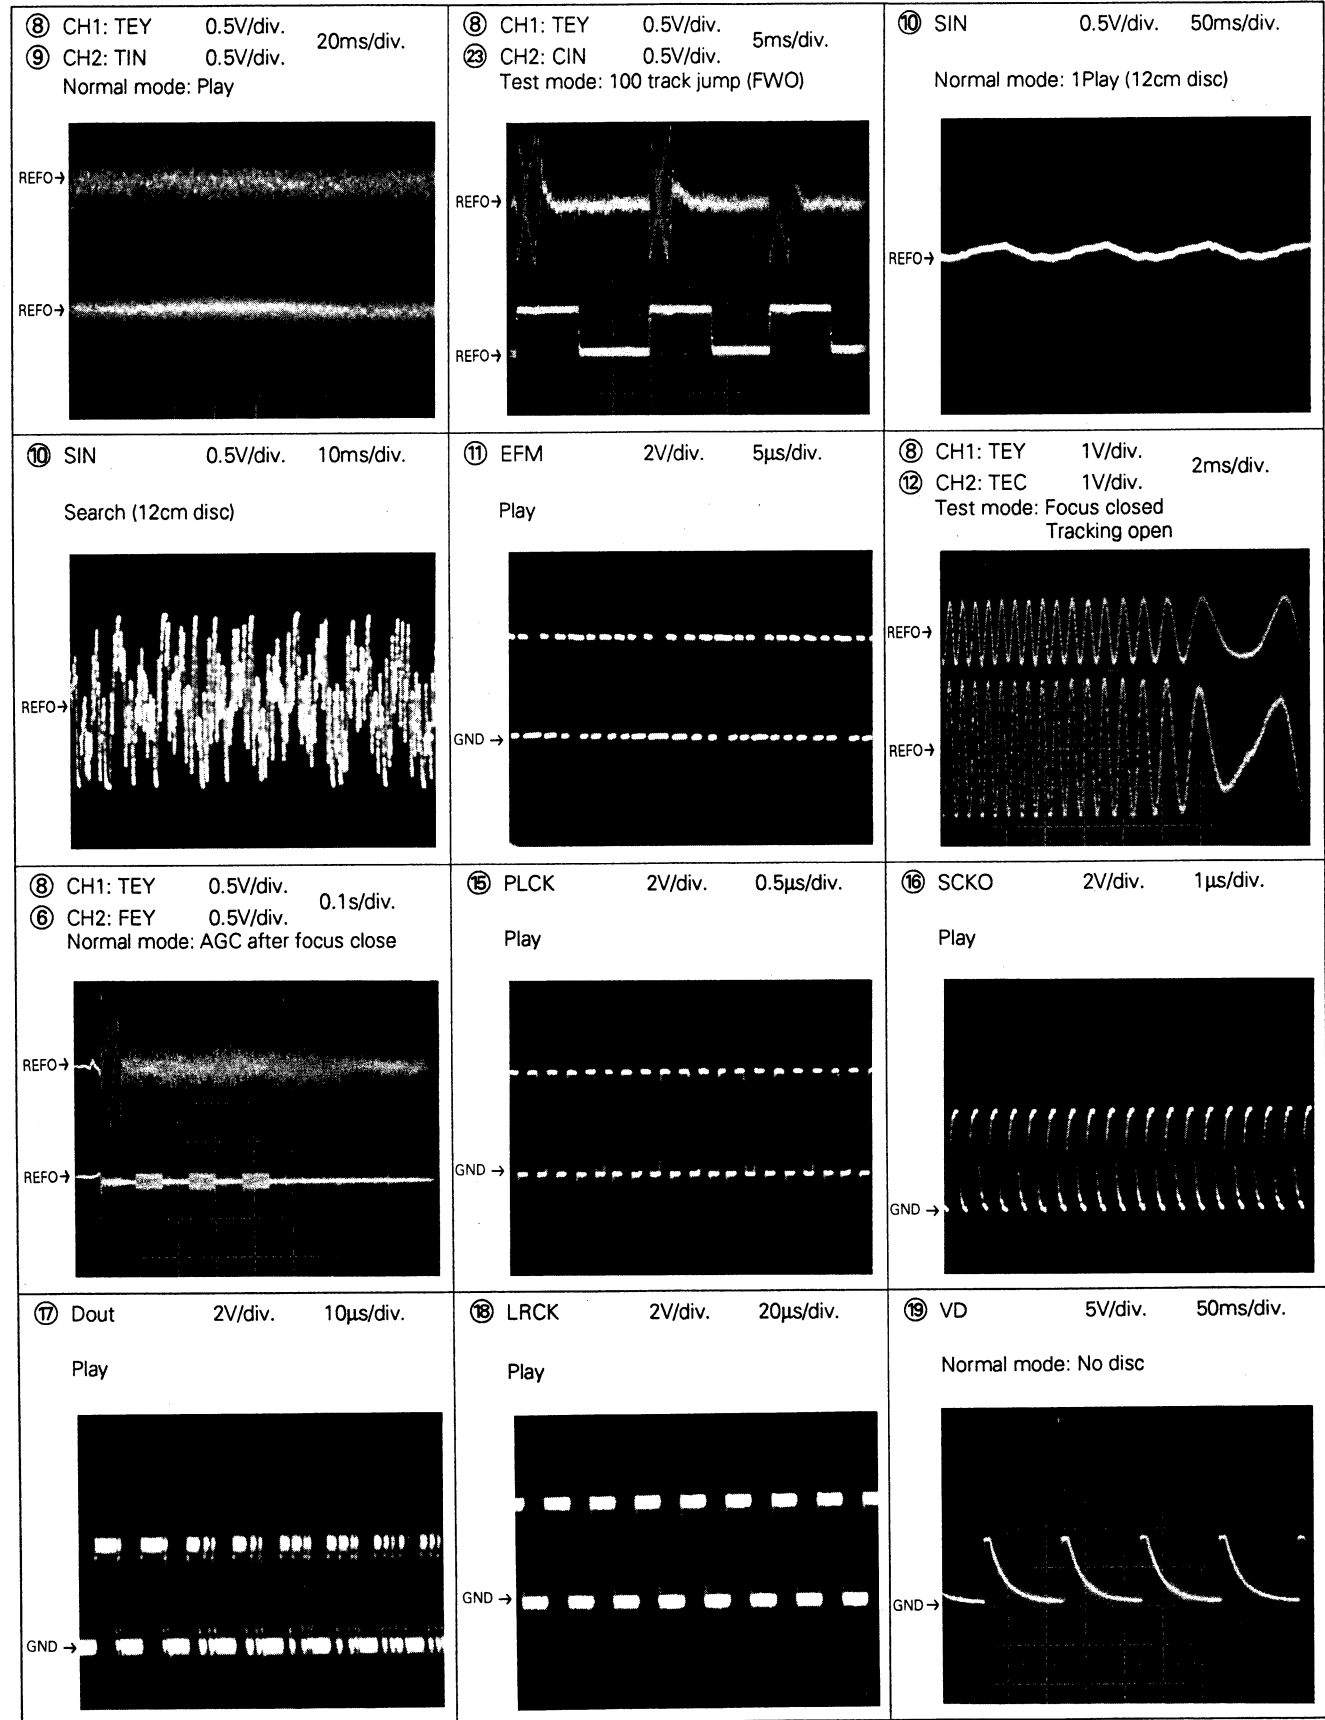 ⑧ CH1: TEY 0.5V/div. 20ms/div.
⑨ CH2: TIN 0.5V/div.
Normal mode: Play
REFO→
REFO→
⑧ CH1: TEY 0.5V/div. 5ms/div.
㉓ CH2: CIN 0.5V/div.
Test mode: 100 track jump (FWO)
REFO→
REFO→
⑩ SIN 0.5V/div. 50ms/div.
Normal mode: 1Play (12cm disc)
REFO→
⑩ SIN 0.5V/div. 10ms/div.
Search (12cm disc)
REFO→
⑪ EFM 2V/div. 5µs/div.
Play
GND →
⑧ CH1: TEY 1V/div. 2ms/div.
⑫ CH2: TEC 1V/div.
Test mode: Focus closed
Tracking open
REFO→
REFO→
⑧ CH1: TEY 0.5V/div. 0.1s/div.
⑥ CH2: FEY 0.5V/div.
Normal mode: AGC after focus close
REFO→
REFO→
⑮ PLCK 2V/div. 0.5µs/div.
Play
GND →
⑯ SCKO 2V/div. 1µs/div.
Play
GND →
⑰ Dout 2V/div. 10µs/div.
Play
GND →
⑱ LRCK 2V/div. 20µs/div.
Play
GND →
⑲ VD 5V/div. 50ms/div.
Normal mode: No disc
GND→